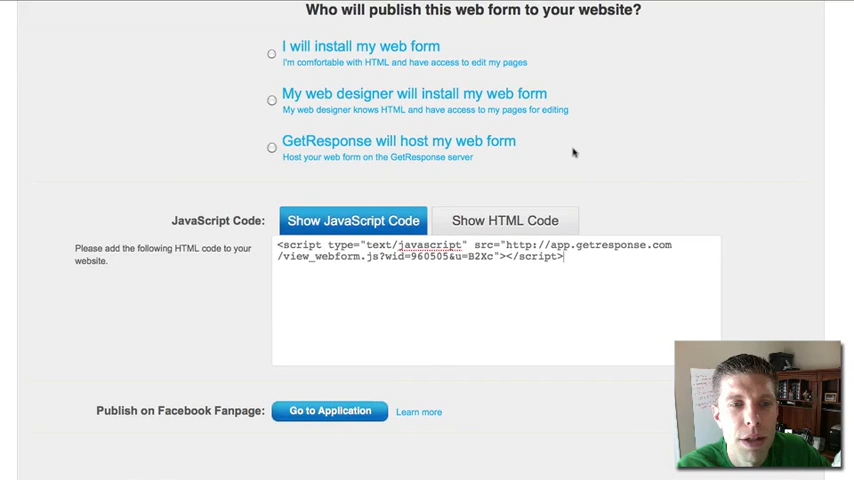 Who will publish this web form to your website?
I will install my web form
I'm comfortable with HTML and have access to edit my pages
My web designer will install my web form
My web designer knows HTML and have access to my pages for editing
GetResponse will host my web form
Host your web form on the GetResponse server
JavaScript Code:
Show JavaScript Code
Show HTML Code
Please add the following HTML code to your
website.
<script type="text/javascript" src="http://app.getresponse.com
/view_webform.js?wid=960505&u=B2Xc"></script>
Publish on Facebook Fanpage:
Go to Application
Learn more